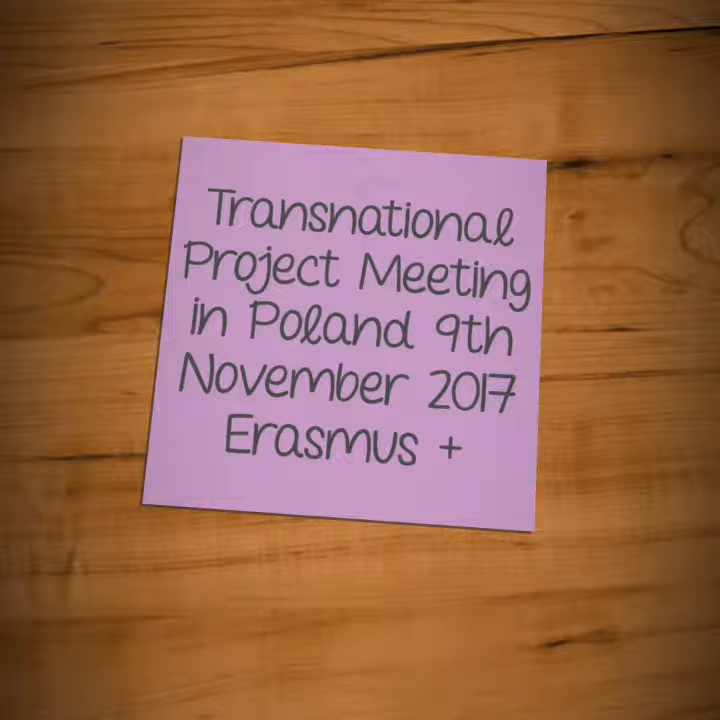 Transnational
Project Meeting
in Poland 9th
November 2017
Erasmus +